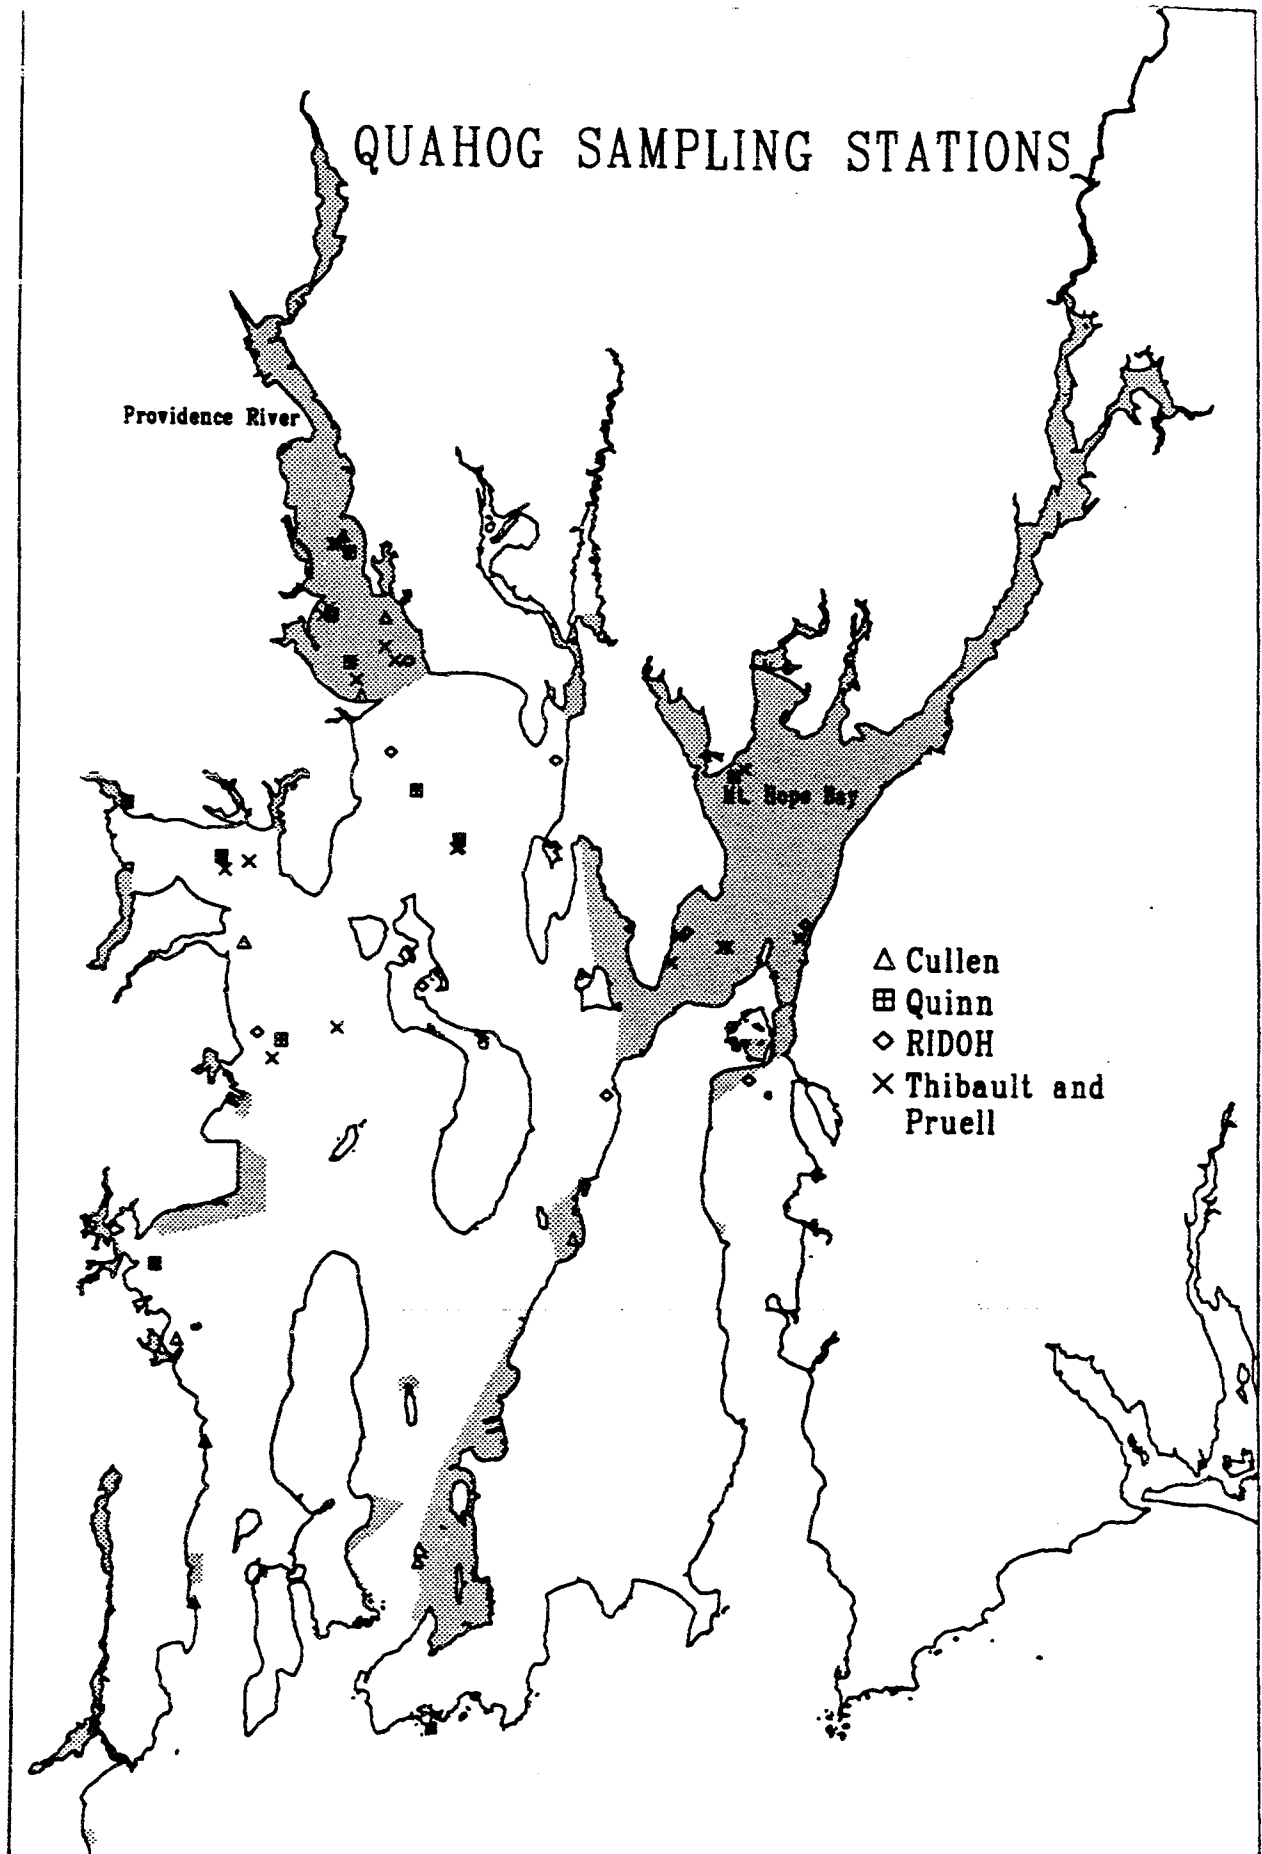 QUAHOG SAMPLING STATIONS
Providence River
Mt. Hope Bay
Cullen
Quinn
RIDOH
Thibault and
Pruell